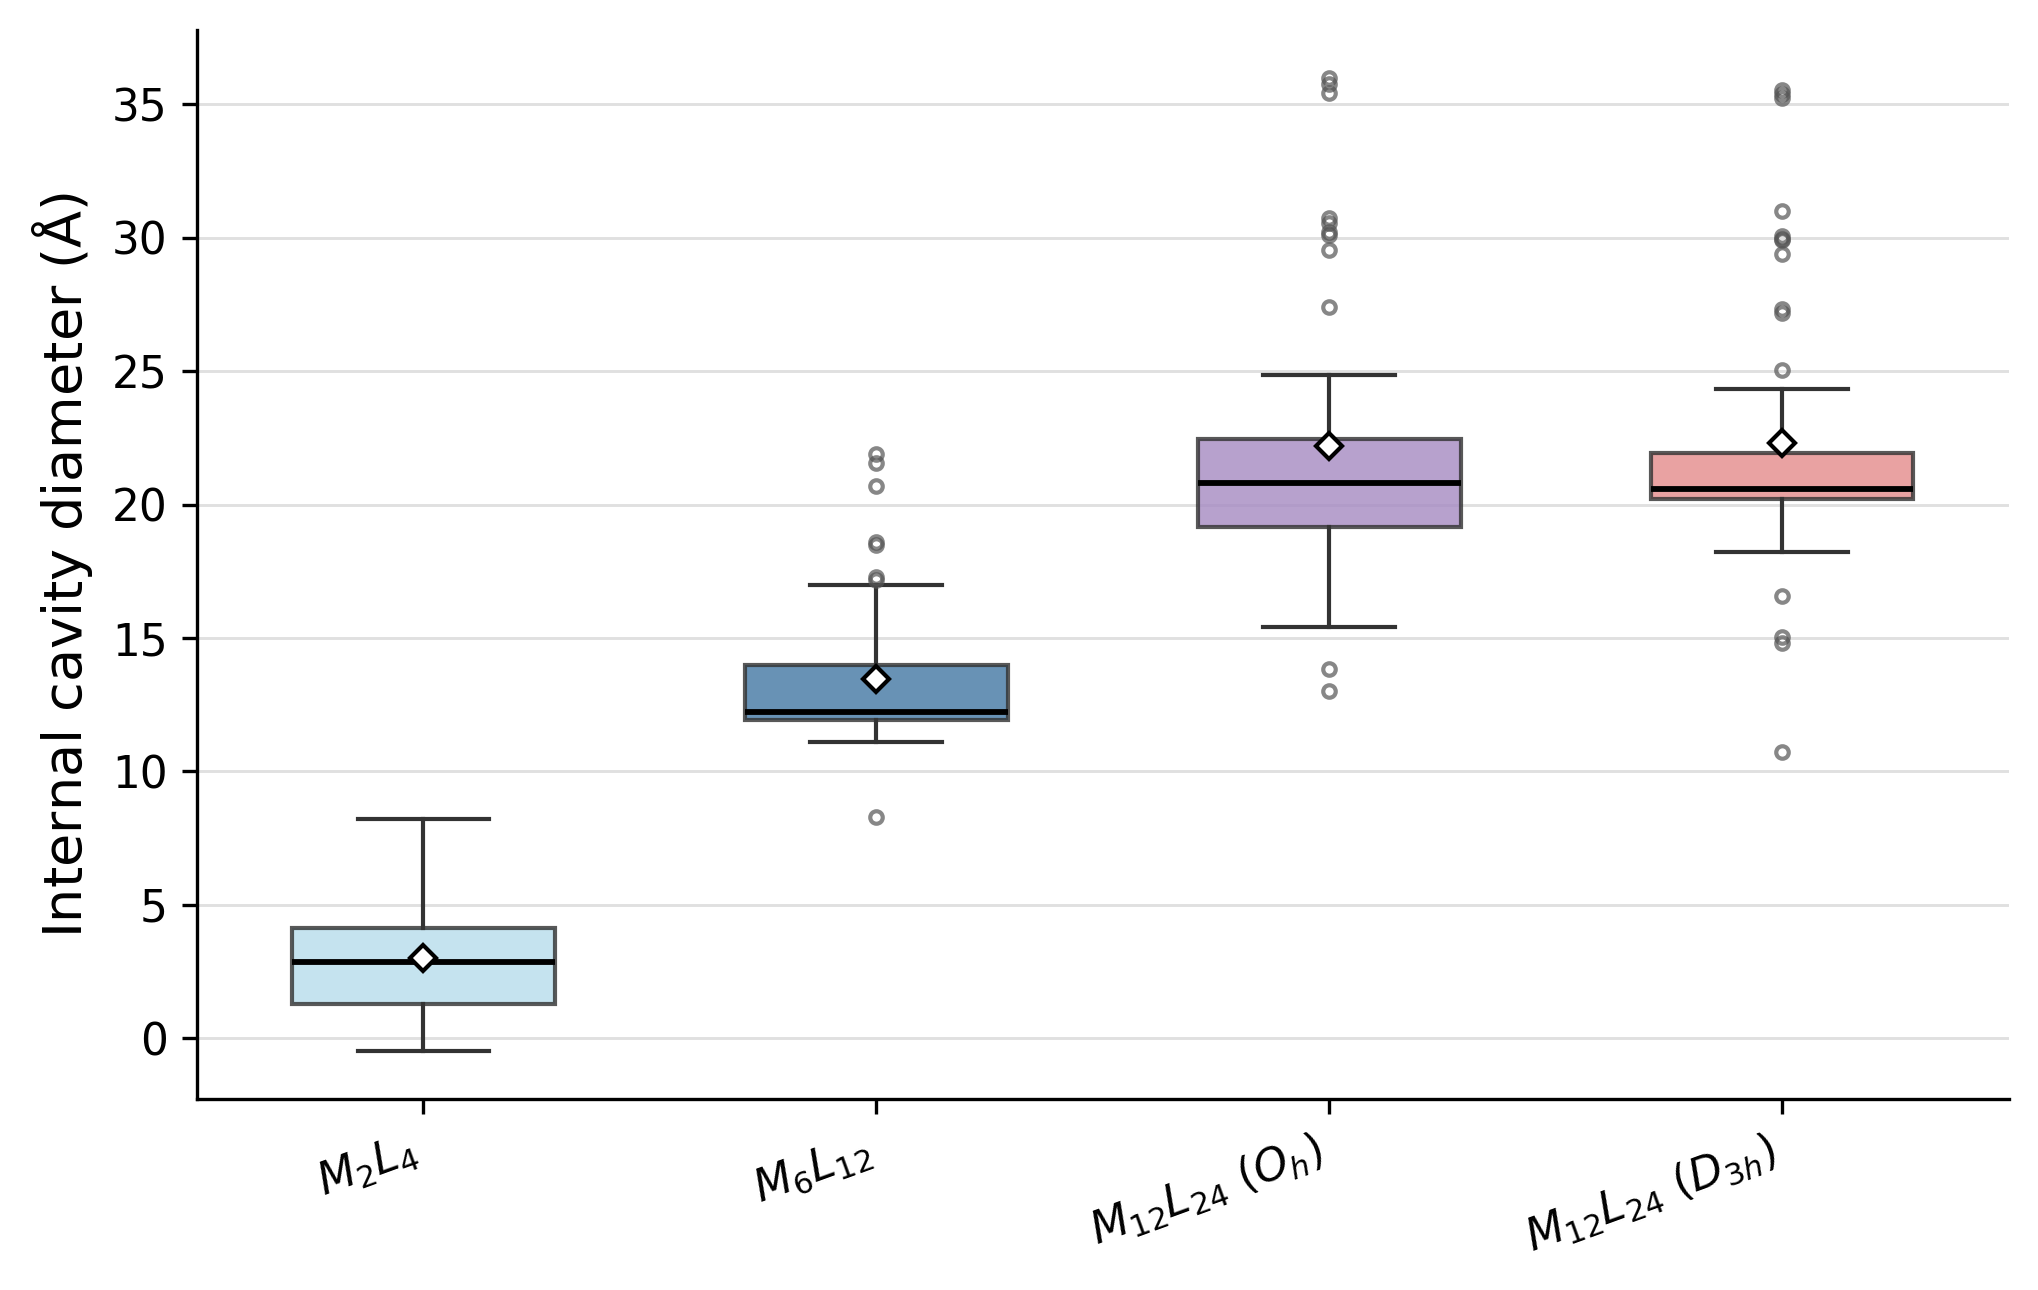 Internal cavity diameter (Å)
35
30
25
20
15
10
5
0
M₂L₄
M₆L₁₂
M₁₂L₂₄ (Oₕ)
M₁₂L₂₄ (D₃ₕ)